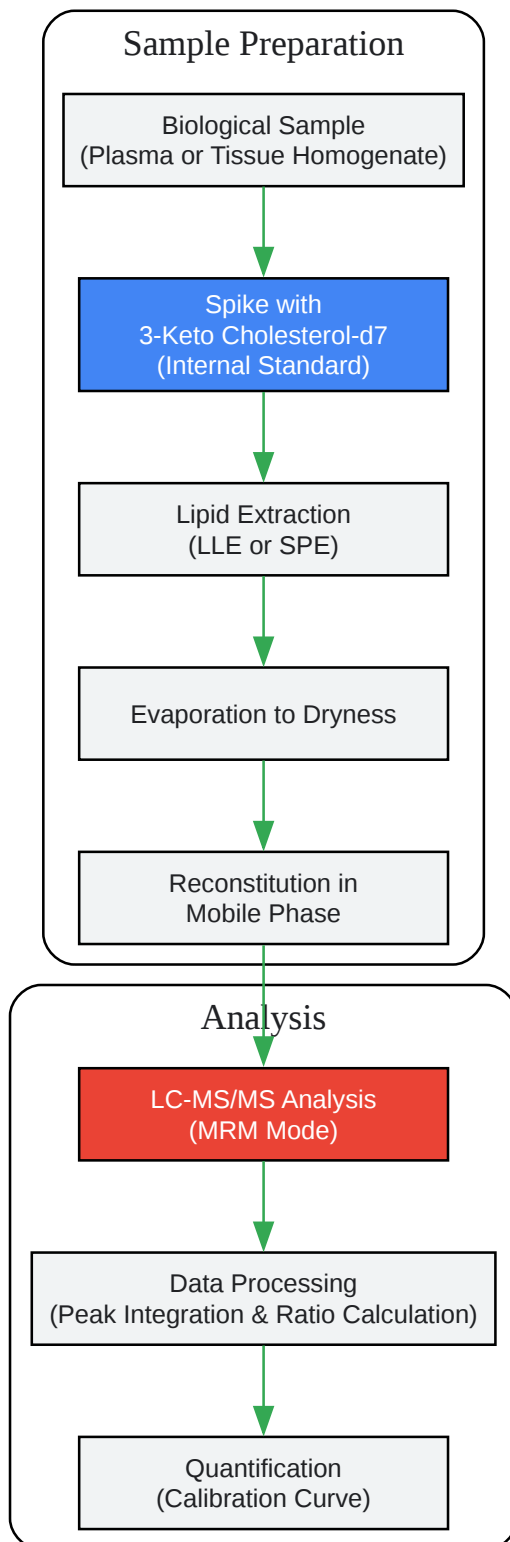 Sample Preparation
Biological Sample
(Plasma or Tissue Homogenate)
Spike with
3-Keto Cholesterol-d7
(Internal Standard)
Lipid Extraction
(LLE or SPE)
Evaporation to Dryness
Reconstitution in
Mobile Phase
Analysis
LC-MS/MS Analysis
(MRM Mode)
Data Processing
(Peak Integration & Ratio Calculation)
Quantification
(Calibration Curve)